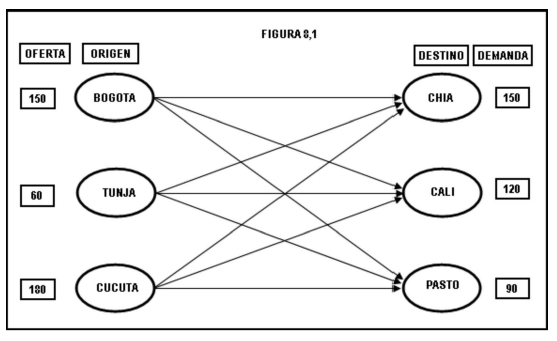 FIGURA 8,1
OFERTA ORIGEN DESTINO DEMANDA
150 BOGOTA CHIA 150
60 TUNJA CALI 120
180 CUCUTA PASTO 90